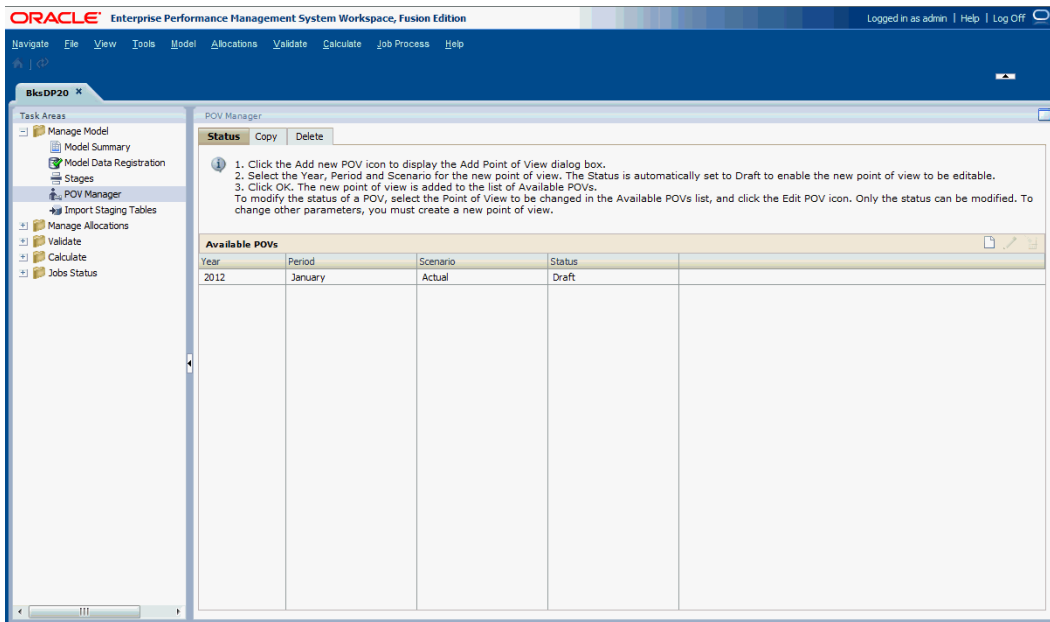 ORACLE Enterprise Performance Management System Workspace, Fusion Edition
Logged in as admin | Help | Log Off
Navigate File View Tools Model Allocations Validate Calculate Job Process Help
BksDP20
Task Areas
Manage Model
Model Summary
Model Data Registration
Stages
POV Manager
Import Staging Tables
Manage Allocations
Validate
Calculate
Jobs Status
POV Manager
Status Copy Delete
1. Click the Add new POV icon to display the Add Point of View dialog box.
2. Select the Year, Period and Scenario for the new point of view. The Status is automatically set to Draft to enable the new point of view to be editable.
3. Click OK. The new point of view is added to the list of Available POVs.
To modify the status of a POV, select the Point of View to be changed in the Available POVs list, and click the Edit POV icon. Only the status can be modified. To
change other parameters, you must create a new point of view.
Available POVs
Year Period Scenario Status
2012 January Actual Draft